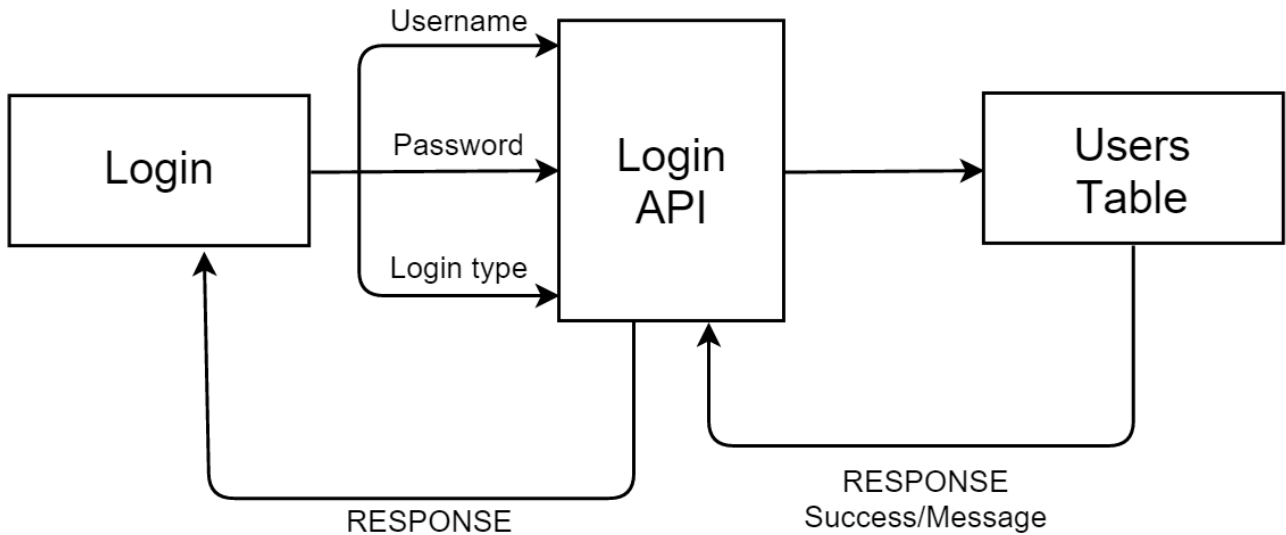 Username
Login
Password
Login type
Login
API
Users
Table
RESPONSE
RESPONSE
Success/Message